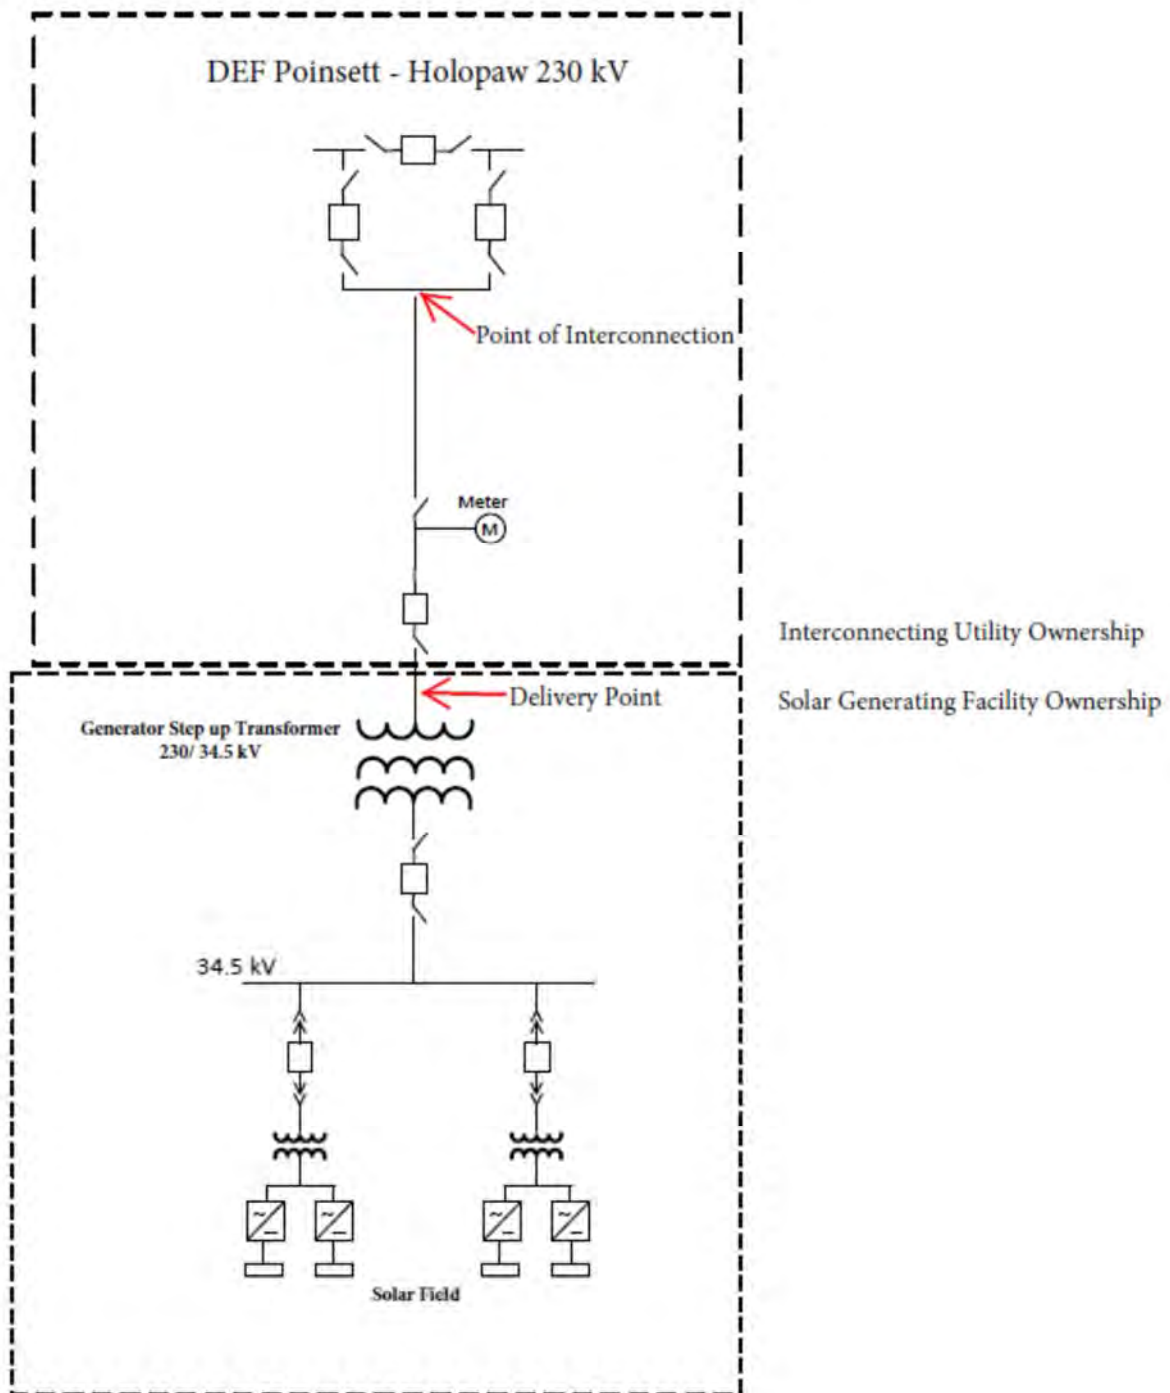 DEF Poinsett - Holopaw 230 kV
Point of Interconnection
Meter
M
Interconnecting Utility Ownership
Delivery Point
Solar Generating Facility Ownership
Generator Step up Transformer
230/ 34.5 kV
34.5 kV
Solar Field